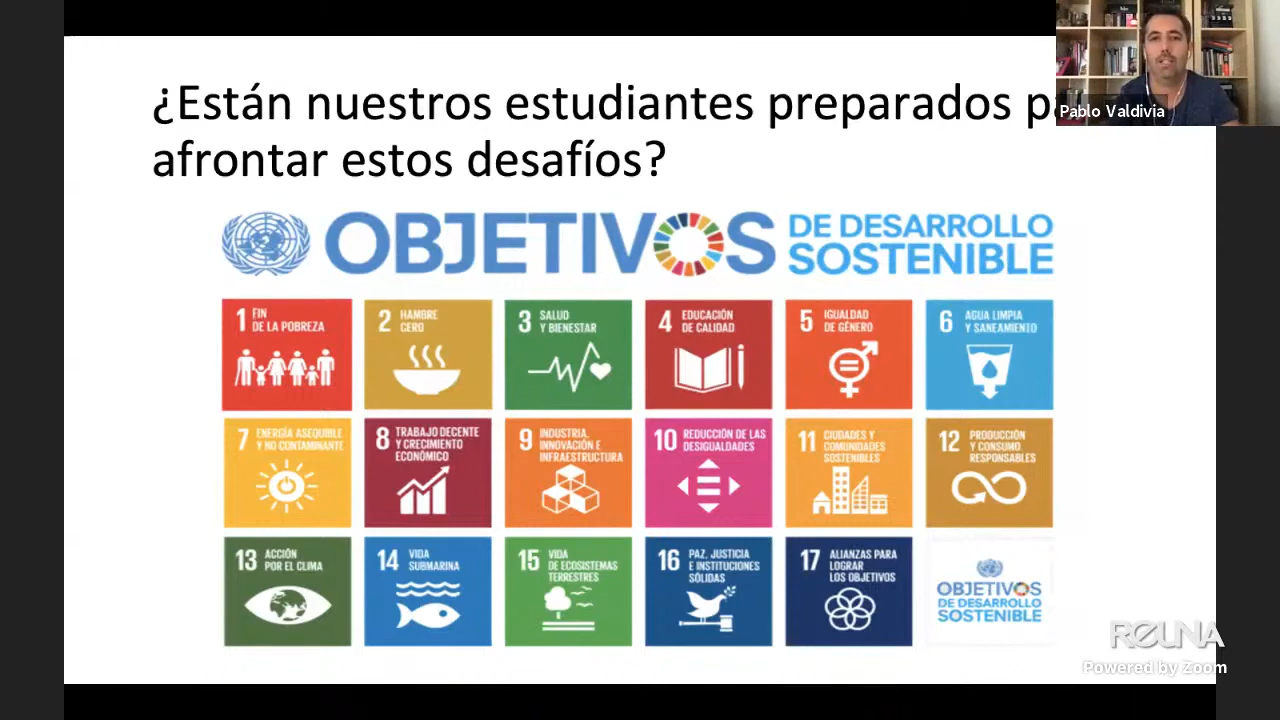 ¿Están nuestros estudiantes preparados
afrontar estos desafíos?
Pablo Valdivia
OBJETIVOS
DE DESARROLLO
SOSTENIBLE
1 FIN
DE LA POBREZA
2 HAMBRE
CERO
3 SALUD
Y BIENESTAR
4 EDUCACIÓN
DE CALIDAD
5 IGUALDAD
DE GÉNERO
6 AGUA LIMPIA
Y SANEAMIENTO
7 ENERGÍA ASEQUIBLE
Y NO CONTAMINANTE
8 TRABAJO DECENTE
Y CRECIMIENTO
ECONÓMICO
9 INDUSTRIA,
INNOVACIÓN E
INFRAESTRUCTURA
10 REDUCCIÓN DE LAS
DESIGUALDADES
11 CIUDADES Y
COMUNIDADES
SOSTENIBLES
12 PRODUCCIÓN
Y CONSUMO
RESPONSABLES
13 ACCIÓN
POR EL CLIMA
14 VIDA
SUBMARINA
15 VIDA
DE ECOSISTEMAS
TERRESTRES
16 PAZ, JUSTICIA
E INSTITUCIONES
SÓLIDAS
17 ALIANZAS PARA
LOGRAR
LOS OBJETIVOS
OBJETIVOS
DE DESARROLLO
SOSTENIBLE
REUNA
Powered by Zoom